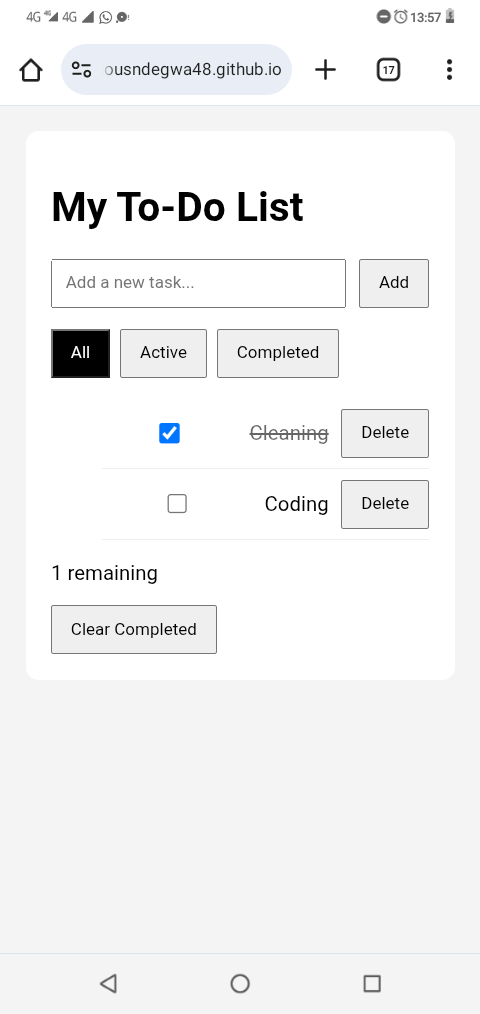 4G 4G 4G 13:57
ousndegwa48.github.io 17
My To-Do List
Add a new task... Add
All Active Completed
Cleaning Delete
Coding Delete
1 remaining
Clear Completed